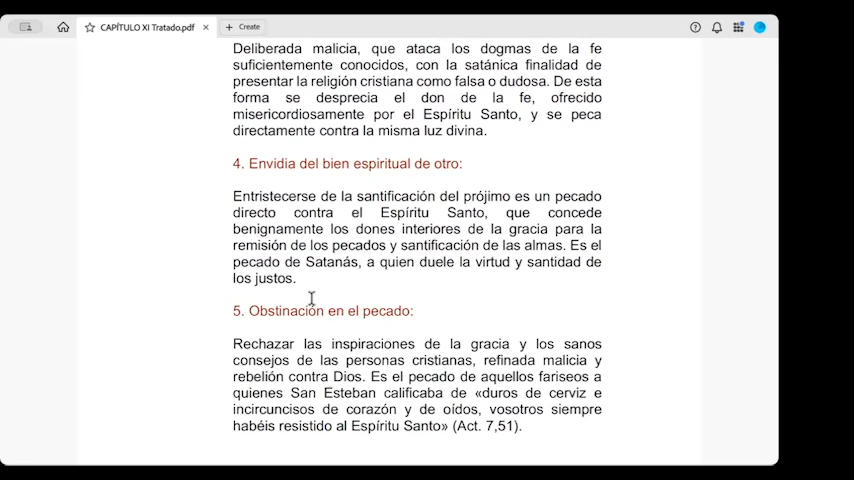 CAPÍTULO XI Tratado.pdf
Create
Deliberada malicia, que ataca los dogmas de la fe
suficientemente conocidos, con la satánica finalidad de
presentar la religión cristiana como falsa o dudosa. De esta
forma se desprecia el don de la fe, ofrecido
misericordiosamente por el Espíritu Santo, y se peca
directamente contra la misma luz divina.
4. Envidia del bien espiritual de otro:
Entristecerse de la santificación del prójimo es un pecado
directo contra el Espíritu Santo, que concede
benignamente los dones interiores de la gracia para la
remisión de los pecados y santificación de las almas. Es el
pecado de Satanás, a quien duele la virtud y santidad de
los justos.
5. Obstinación en el pecado:
Rechazar las inspiraciones de la gracia y los sanos
consejos de las personas cristianas, refinada malicia y
rebelión contra Dios. Es el pecado de aquellos fariseos a
quienes San Esteban calificaba de «duros de cerviz e
incircuncisos de corazón y de oídos, vosotros siempre
habéis resistido al Espíritu Santo» (Act. 7,51).